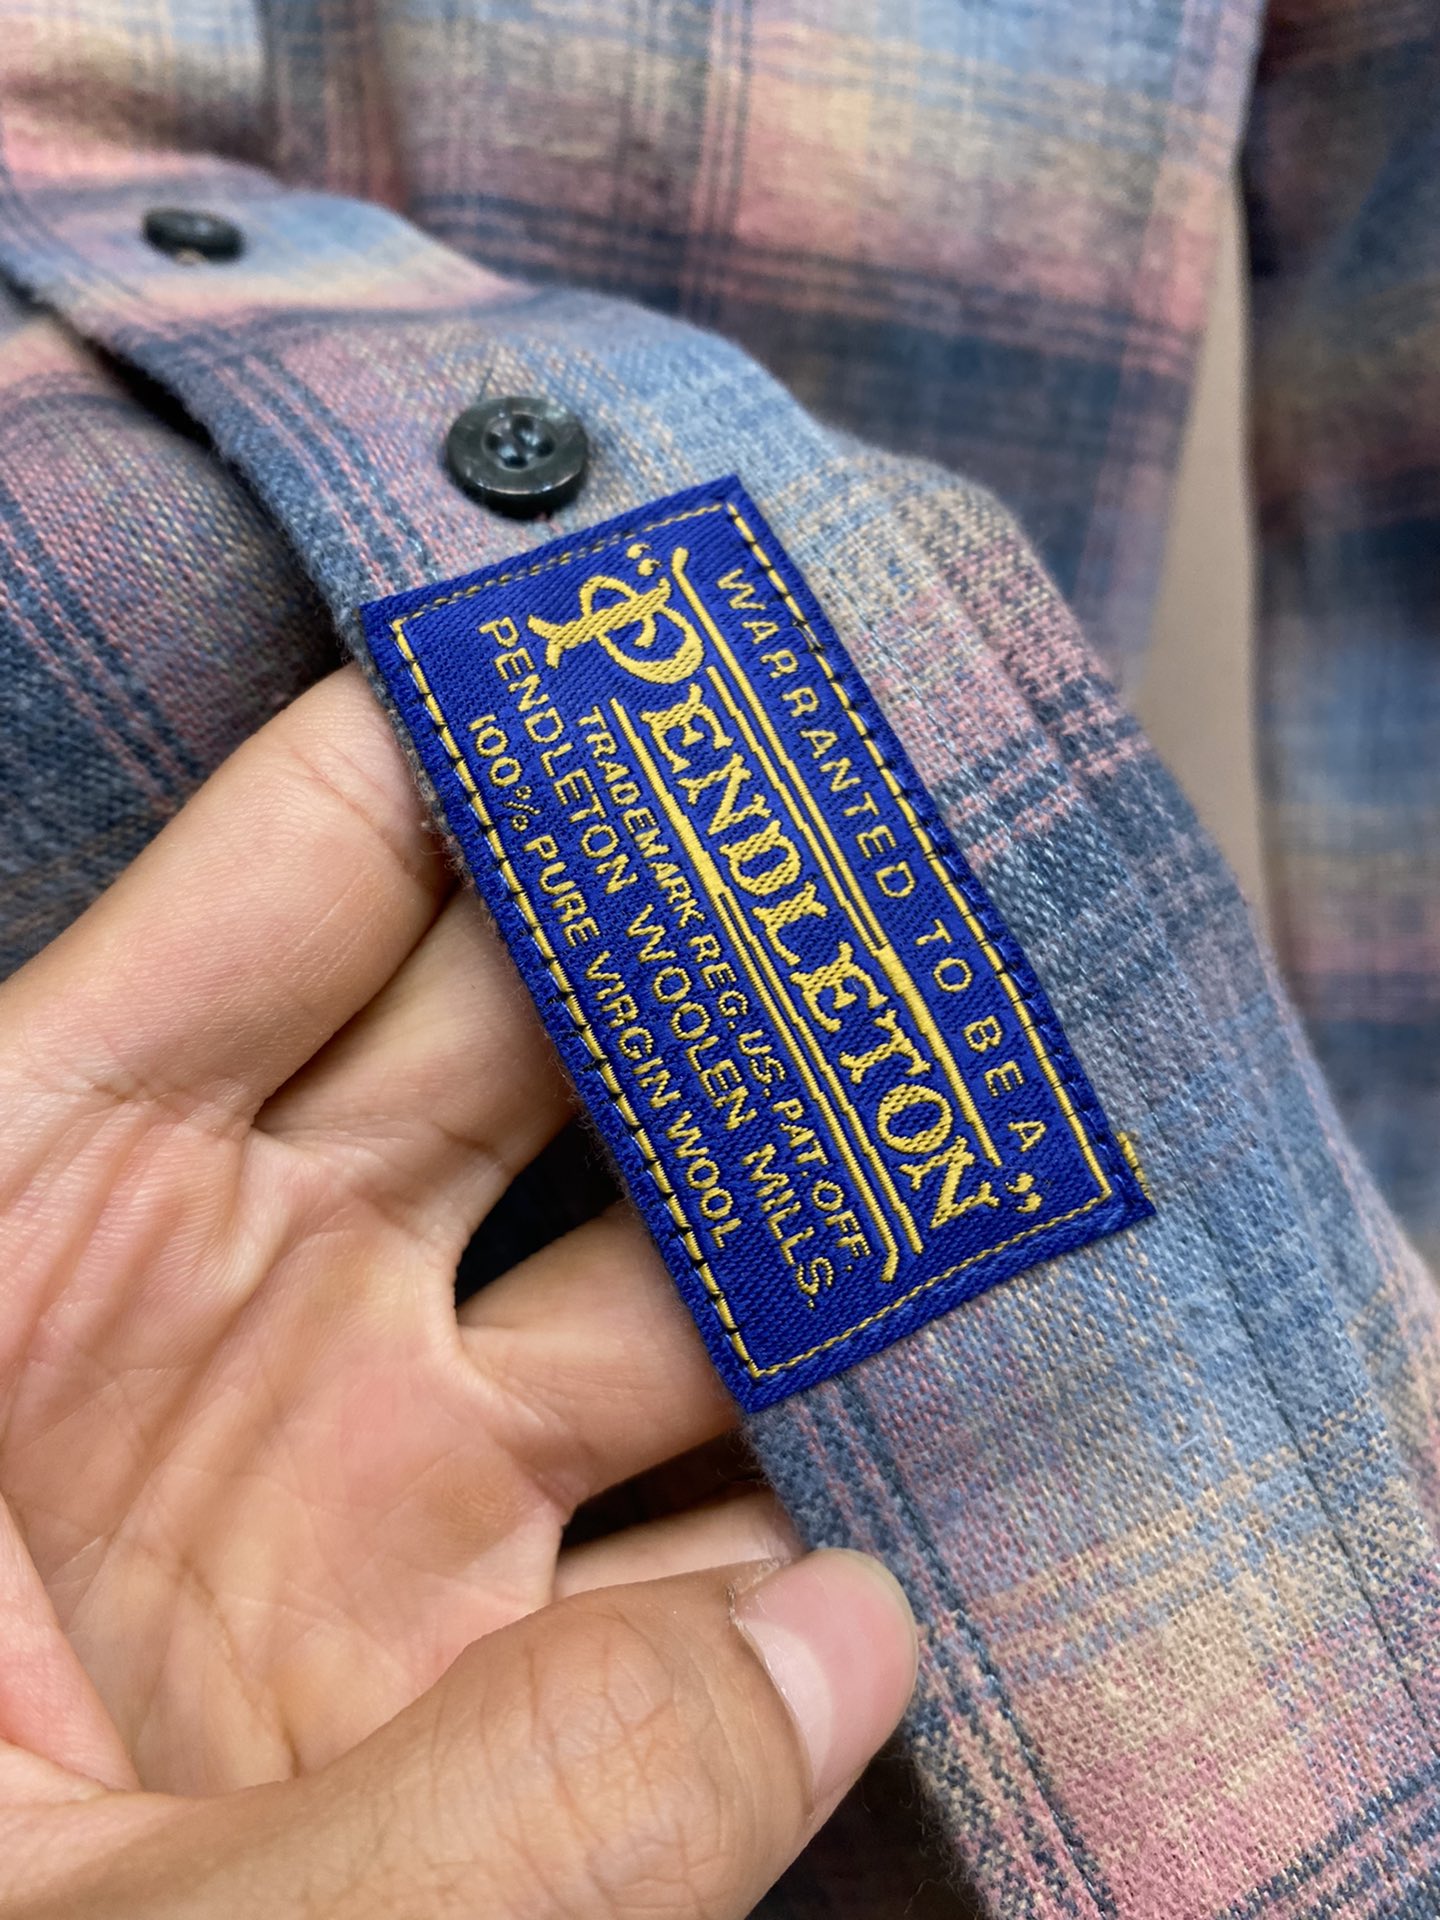 WARRANTED TO BE A
“PENDLETON”
TRADEMARK REG. U.S. PAT. OFF.
PENDLETON WOOLEN MILLS.
100% PURE VIRGIN WOOL